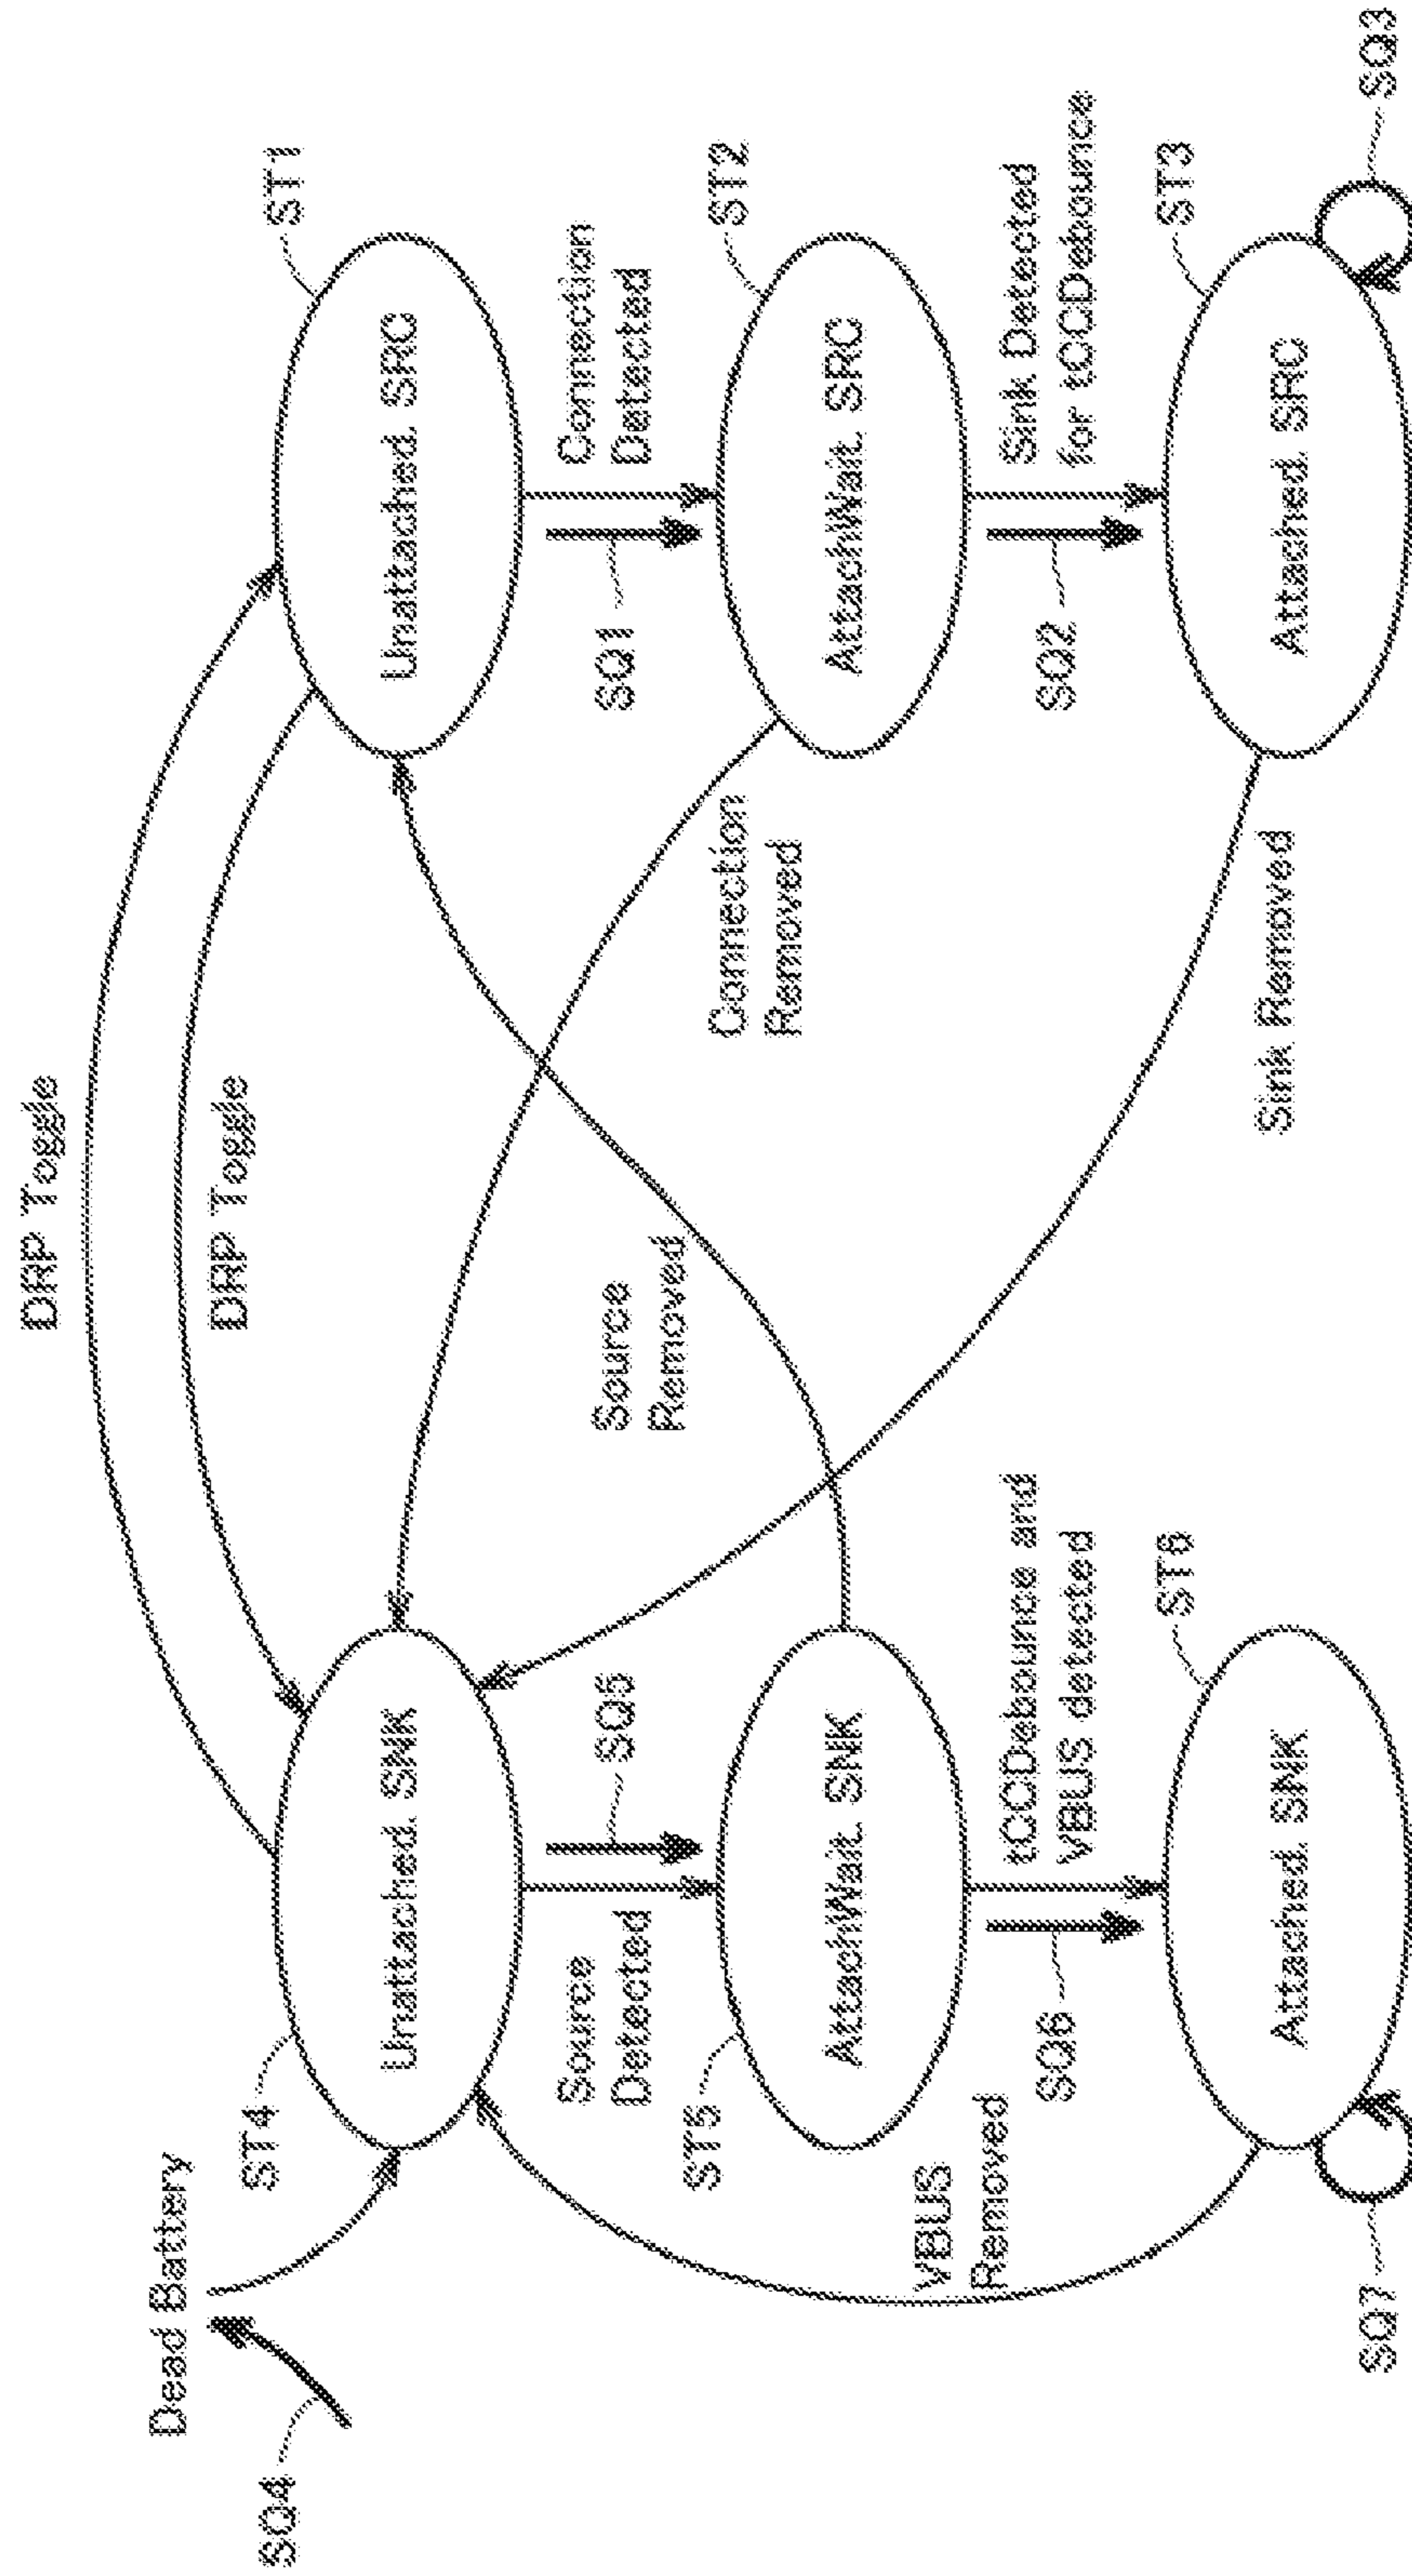 DRP Toggle
DRP Toggle
Dead Battery
SQ4
ST4
Unattached. SNK
ST1
Unattached. SRC
Source
Detected
SQ5
Source
Removed
SQ1
Connection
Detected
ST5
AttachWait. SNK
Connection
Removed
ST2
AttachWait. SRC
VBUS
Removed
SQ6
tCCDebounce and
VBUS detected
SQ2
Sink Detected
for tCCDebounce
ST6
Attached. SNK
Sink Removed
ST3
Attached. SRC
SQ7
SQ3